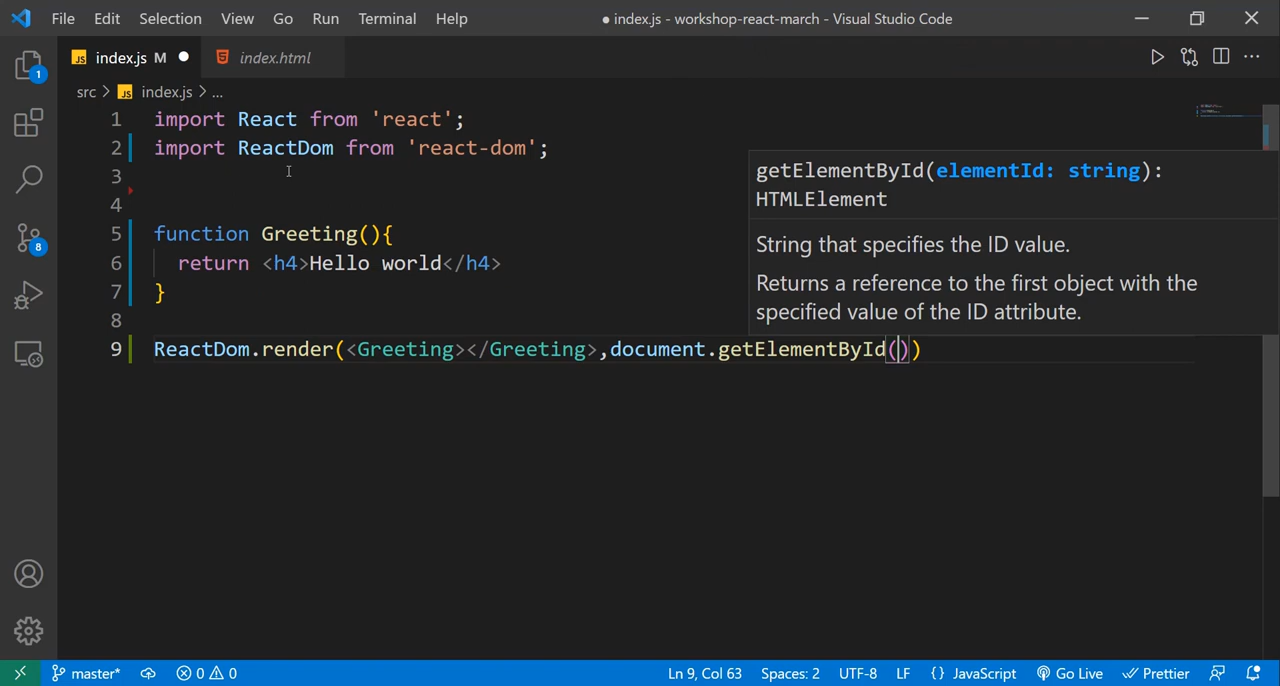 File Edit Selection View Go Run Terminal Help ● index.js - workshop-react-march - Visual Studio Code
JS index.js M ● index.html
1
src > JS index.js > ...
1 import React from 'react';
2 import ReactDom from 'react-dom';
3
4
5 function Greeting(){
6 return <h4>Hello world</h4>
7 }
8
9 ReactDom.render(<Greeting></Greeting>,document.getElementById())
getElementById(elementId: string):
HTMLElement
String that specifies the ID value.
Returns a reference to the first object with the
specified value of the ID attribute.
8
master* 0 0 Ln 9, Col 63 Spaces: 2 UTF-8 LF {} JavaScript Go Live Prettier